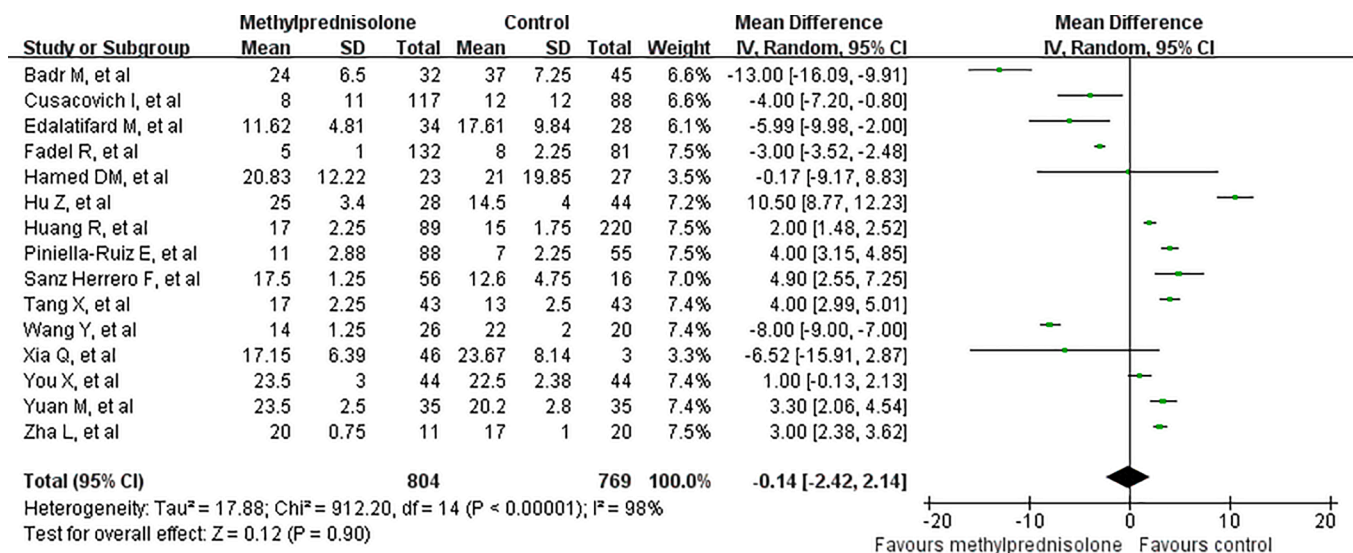 Methylprednisolone Control Mean Difference Mean Difference
Study or Subgroup Mean SD Total Mean SD Total Weight IV, Random, 95% CI IV, Random, 95% CI
Badr M, et al 24 6.5 32 37 7.25 45 6.6% -13.00 [-16.09, -9.91]
Cusacovich I, et al 8 11 117 12 12 88 6.6% -4.00 [-7.20, -0.80]
Edalatifard M, et al 11.62 4.81 34 17.61 9.84 28 6.1% -5.99 [-9.98, -2.00]
Fadel R, et al 5 1 132 8 2.25 81 7.5% -3.00 [-3.52, -2.48]
Hamed DM, et al 20.83 12.22 23 21 19.85 27 3.5% -0.17 [-9.17, 8.83]
Hu Z, et al 25 3.4 28 14.5 4 44 7.2% 10.50 [8.77, 12.23]
Huang R, et al 17 2.25 89 15 1.75 220 7.5% 2.00 [1.48, 2.52]
Piniella-Ruiz E, et al 11 2.88 88 7 2.25 55 7.5% 4.00 [3.15, 4.85]
Sanz Herrero F, et al 17.5 1.25 56 12.6 4.75 16 7.0% 4.90 [2.55, 7.25]
Tang X, et al 17 2.25 43 13 2.5 43 7.4% 4.00 [2.99, 5.01]
Wang Y, et al 14 1.25 26 22 2 20 7.4% -8.00 [-9.00, -7.00]
Xia Q, et al 17.15 6.39 46 23.67 8.14 3 3.3% -6.52 [-15.91, 2.87]
You X, et al 23.5 3 44 22.5 2.38 44 7.4% 1.00 [-0.13, 2.13]
Yuan M, et al 23.5 2.5 35 20.2 2.8 35 7.4% 3.30 [2.06, 4.54]
Zha L, et al 20 0.75 11 17 1 20 7.5% 3.00 [2.38, 3.62]
Total (95% CI) 804 769 100.0% -0.14 [-2.42, 2.14]
Heterogeneity: Tau² = 17.88; Chi² = 912.20, df = 14 (P < 0.00001); I² = 98%
Test for overall effect: Z = 0.12 (P = 0.90)
-20 -10 0 10 20
Favours methylprednisolone Favours control